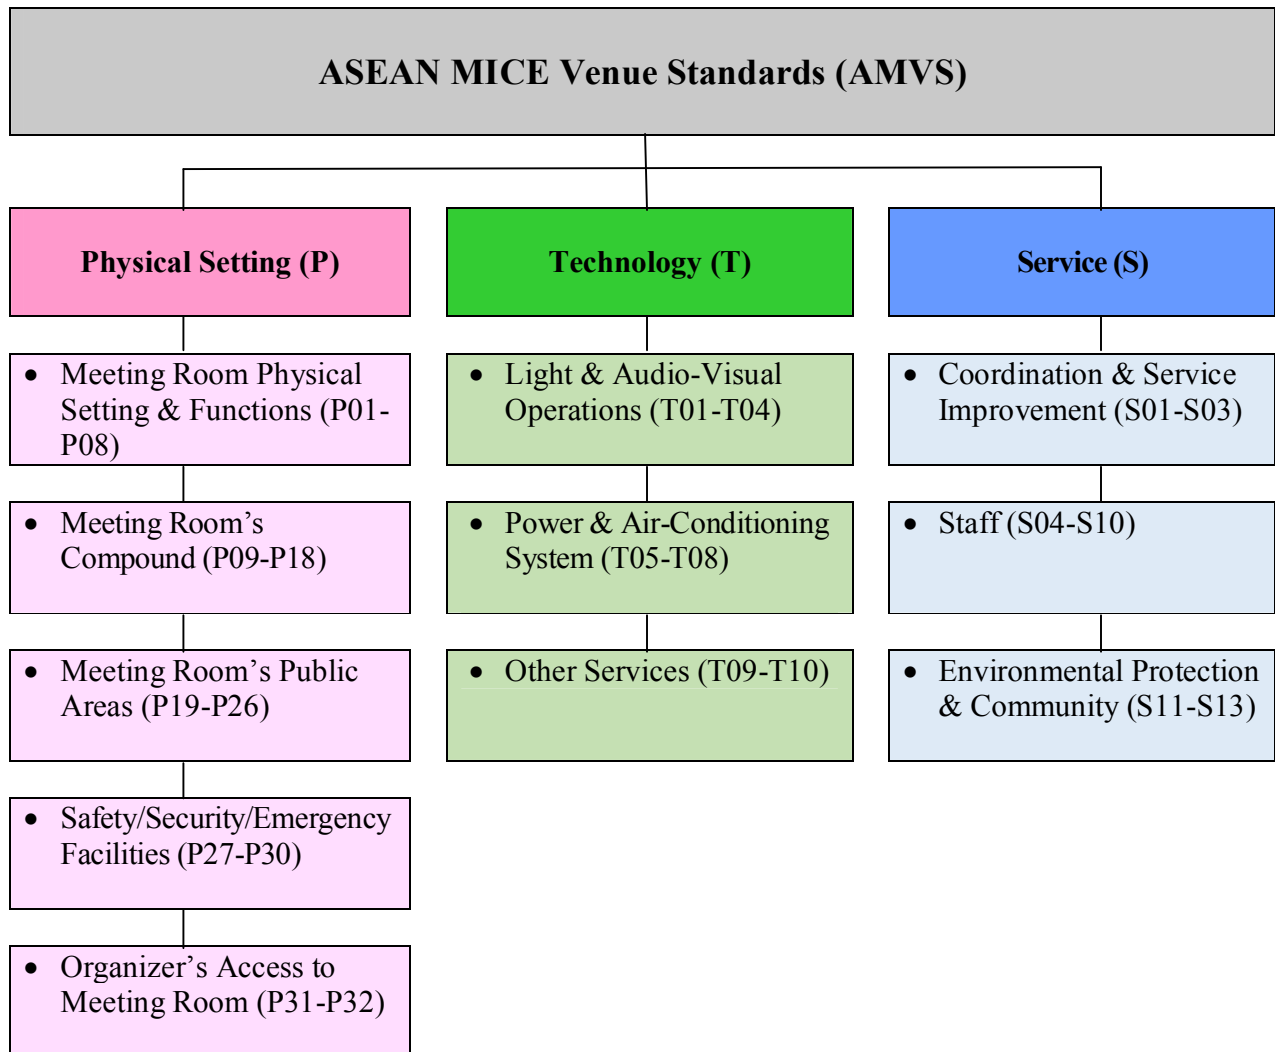 ASEAN MICE Venue Standards (AMVS)
Physical Setting (P)
• Meeting Room Physical
Setting & Functions (P01-
P08)
• Meeting Room’s
Compound (P09-P18)
• Meeting Room’s Public
Areas (P19-P26)
• Safety/Security/Emergency
Facilities (P27-P30)
• Organizer’s Access to
Meeting Room (P31-P32)
Technology (T)
• Light & Audio-Visual
Operations (T01-T04)
• Power & Air-Conditioning
System (T05-T08)
• Other Services (T09-T10)
Service (S)
• Coordination & Service
Improvement (S01-S03)
• Staff (S04-S10)
• Environmental Protection
& Community (S11-S13)